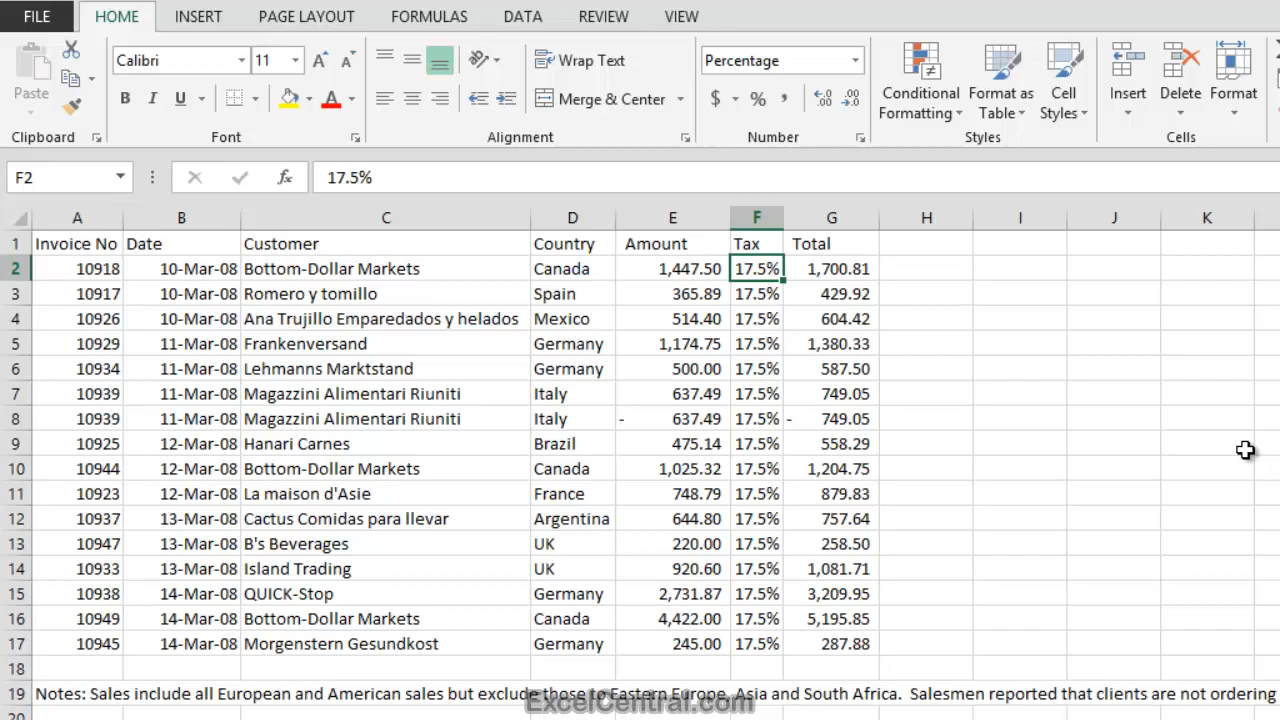 FILE HOME INSERT PAGE LAYOUT FORMULAS DATA REVIEW VIEW
Calibri 11 Wrap Text Percentage
Paste B I U Merge & Center $ % , Conditional Formatting Format as Table Cell Styles Insert Delete Format
Clipboard Font Alignment Number Styles Cells
F2 fx 17.5%
A B C D E F G H I J K
1 Invoice No Date Customer Country Amount Tax Total
2 10918 10-Mar-08 Bottom-Dollar Markets Canada 1,447.50 17.5% 1,700.81
3 10917 10-Mar-08 Romero y tomillo Spain 365.89 17.5% 429.92
4 10926 10-Mar-08 Ana Trujillo Emparedados y helados Mexico 514.40 17.5% 604.42
5 10929 11-Mar-08 Frankenversand Germany 1,174.75 17.5% 1,380.33
6 10934 11-Mar-08 Lehmanns Marktstand Germany 500.00 17.5% 587.50
7 10939 11-Mar-08 Magazzini Alimentari Riuniti Italy 637.49 17.5% 749.05
8 10939 11-Mar-08 Magazzini Alimentari Riuniti Italy - 637.49 17.5% - 749.05
9 10925 12-Mar-08 Hanari Carnes Brazil 475.14 17.5% 558.29
10 10944 12-Mar-08 Bottom-Dollar Markets Canada 1,025.32 17.5% 1,204.75
11 10923 12-Mar-08 La maison d'Asie France 748.79 17.5% 879.83
12 10937 13-Mar-08 Cactus Comidas para llevar Argentina 644.80 17.5% 757.64
13 10947 13-Mar-08 B's Beverages UK 220.00 17.5% 258.50
14 10933 13-Mar-08 Island Trading UK 920.60 17.5% 1,081.71
15 10938 14-Mar-08 QUICK-Stop Germany 2,731.87 17.5% 3,209.95
16 10949 14-Mar-08 Bottom-Dollar Markets Canada 4,422.00 17.5% 5,195.85
17 10945 14-Mar-08 Morgenstern Gesundkost Germany 245.00 17.5% 287.88
18
19 Notes: Sales include all European and American sales but exclude those to Eastern Europe, Asia and South Africa. Salesmen reported that clients are not ordering
ExcelCentral.com
20